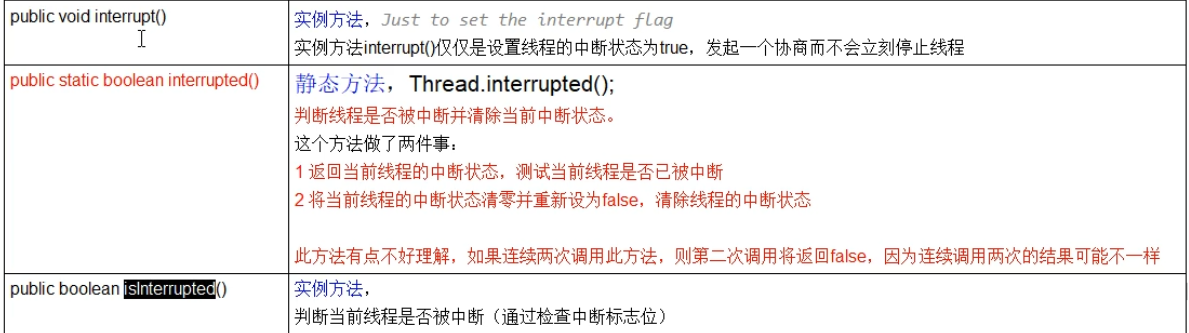 public void interrupt()
实例方法，Just to set the interrupt flag
实例方法interrupt()仅仅是设置线程的中断状态为true，发起一个协商而不会立刻停止线程
public static boolean interrupted()
静态方法，Thread.interrupted();
判断线程是否被中断并清除当前中断状态。
这个方法做了两件事：
1 返回当前线程的中断状态，测试当前线程是否已被中断
2 将当前线程的中断状态清零并重新设为false，清除线程的中断状态
此方法有点不好理解，如果连续两次调用此方法，则第二次调用将返回false，因为连续调用两次的结果可能不一样
public boolean isInterrupted()
实例方法，
判断当前线程是否被中断（通过检查中断标志位）